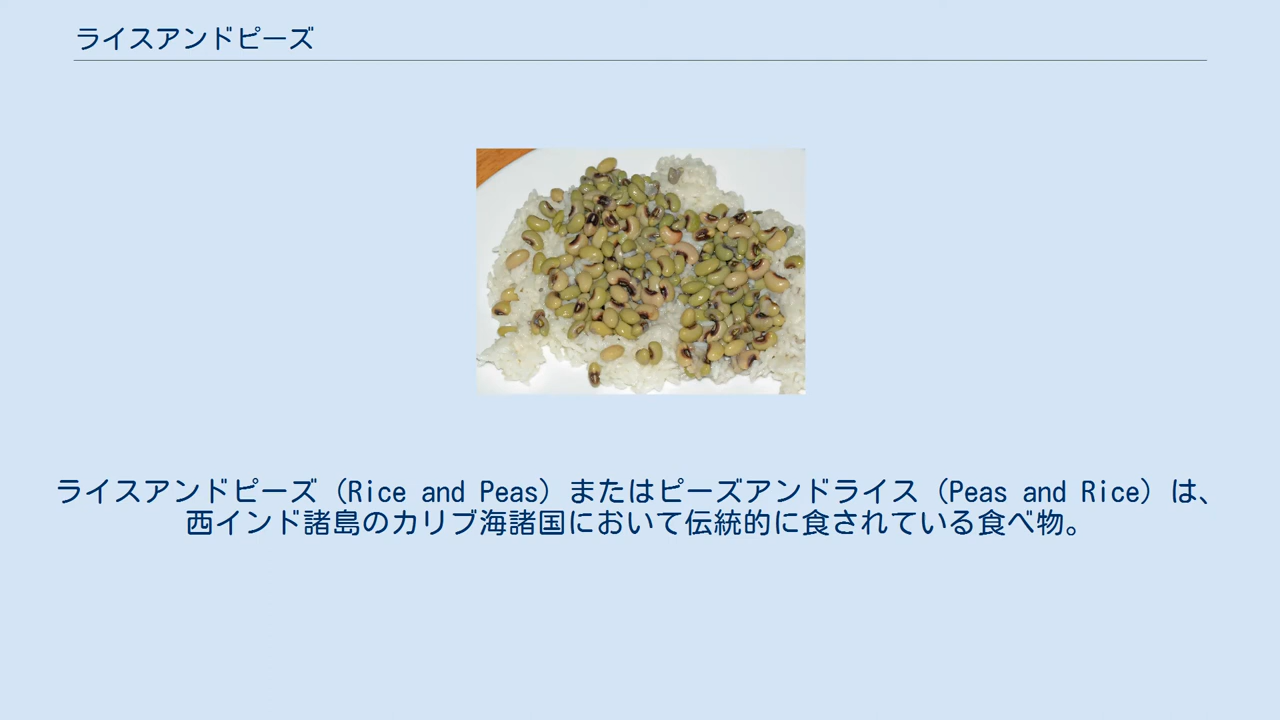 ライスアンドピーズ
ライスアンドピーズ（Rice and Peas）またはピーズアンドライス（Peas and Rice）は、
西インド諸島のカリブ海諸国において伝統的に食されている食べ物。